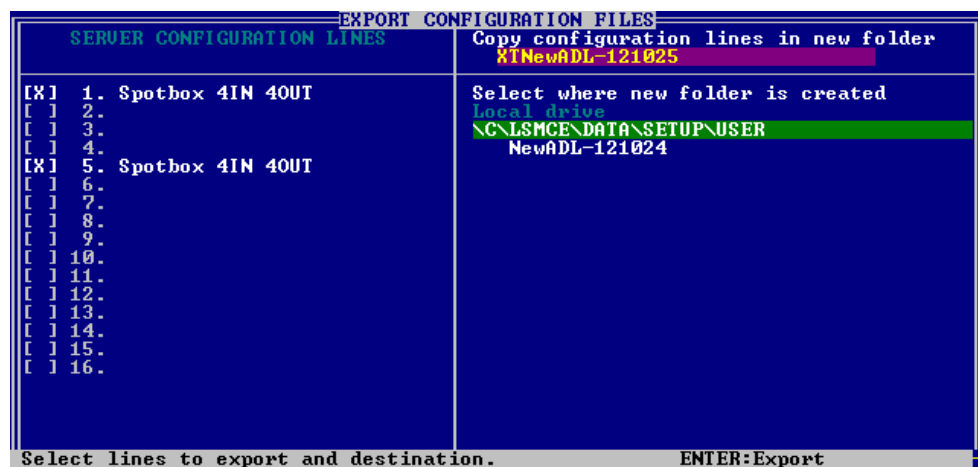 EXPORT CONFIGURATION FILES
SERVER CONFIGURATION LINES
[X] 1. Spotbox 4IN 4OUT
[ ] 2.
[ ] 3.
[ ] 4.
[X] 5. Spotbox 4IN 4OUT
[ ] 6.
[ ] 7.
[ ] 8.
[ ] 9.
[ ] 10.
[ ] 11.
[ ] 12.
[ ] 13.
[ ] 14.
[ ] 15.
[ ] 16.
Copy configuration lines in new folder
XTNewADL-121025
Select where new folder is created
Local drive
\C\LSMCE\DATA\SETUP\USER
NewADL-121024
Select lines to export and destination.
ENTER:Export